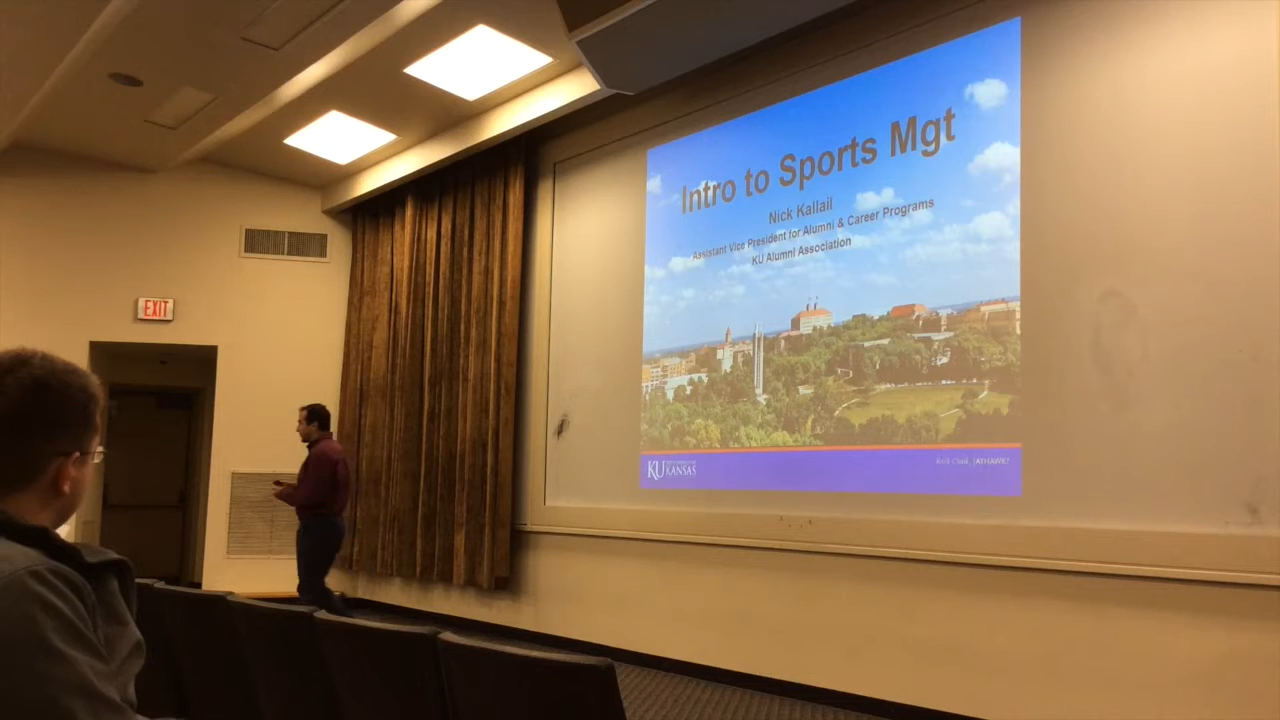 EXIT
Intro to Sports Mgt
Nick Kallail
Assistant Vice President for Alumni & Career Programs
KU Alumni Association
KU KANSAS
Rock Chalk, JAYHAWK!